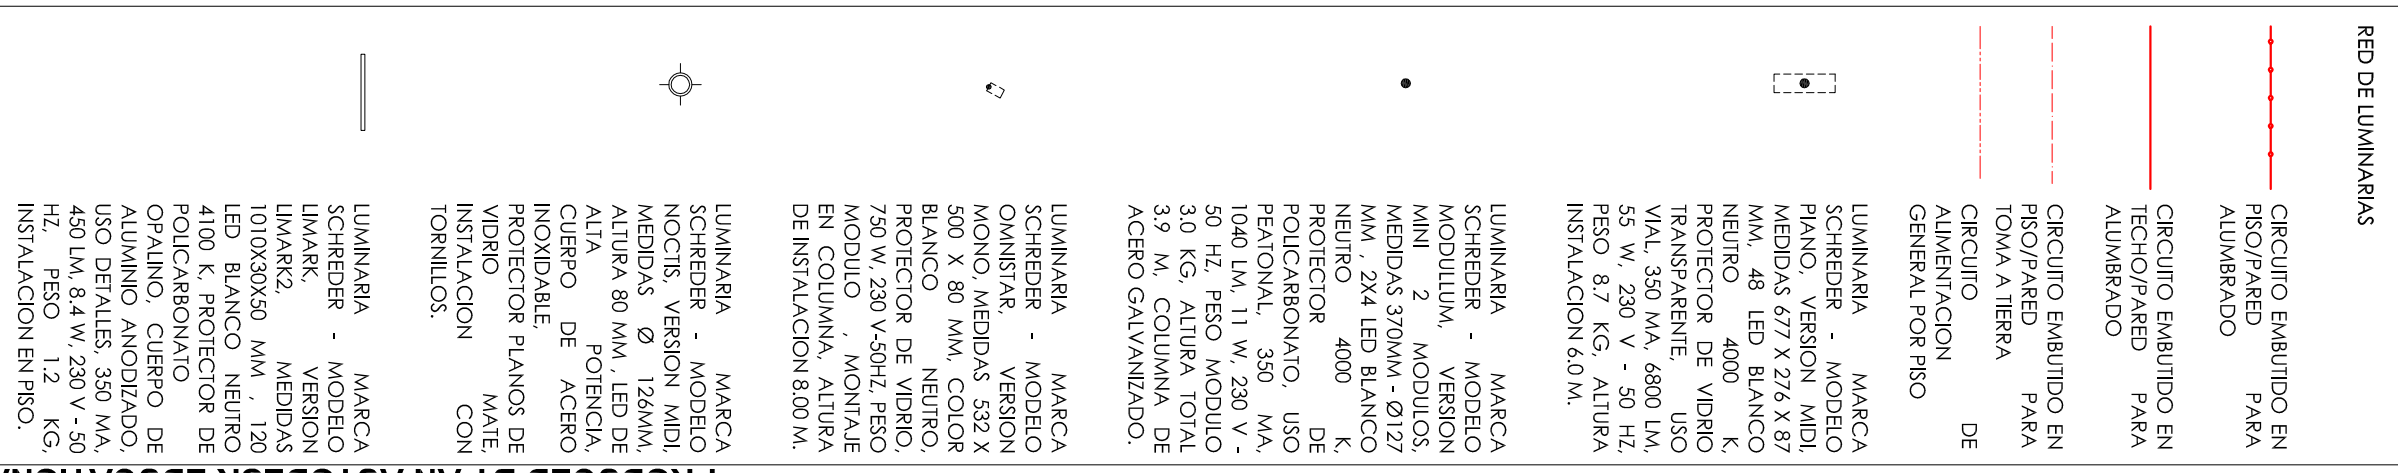 RED DE LUMINARIAS
CIRCUITO EMBUTIDO EN
PISO/PARED PARA
ALUMBRADO
CIRCUITO EMBUTIDO EN
TECHO/PARED PARA
ALUMBRADO
CIRCUITO EMBUTIDO EN
PISO/PARED PARA
TOMA A TIERRA
CIRCUITO DE
ALIMENTACION
GENERAL POR PISO
LUMINARIA MARCA
SCHREDER - MODELO
PIANO, VERSION MIDI,
MEDIDAS 677 X 276 X 87
MM, 48 LED BLANCO
NEUTRO 4000 K,
PROTECTOR DE VIDRIO
TRANSPARENTE, USO
VIAL, 350 MA, 6800 LM,
55 W, 230 V - 50 HZ,
PESO 8.7 KG, ALTURA
INSTALACION 6.0 M.
LUMINARIA MARCA
SCHREDER - MODELO
MODULLUM, VERSION
MINI 2 MODULOS,
MEDIDAS 370MM - Ø127
MM , 2X4 LED BLANCO
NEUTRO 4000 K,
PROTECTOR DE
POLICARBONATO, USO
PEATONAL, 350 MA,
1040 LM, 11 W, 230 V -
50 HZ, PESO MODULO
3.0 KG, ALTURA TOTAL
3.9 M, COLUMNA DE
ACERO GALVANIZADO.
LUMINARIA MARCA
SCHREDER - MODELO
OMNISTAR, VERSION
MONO, MEDIDAS 532 X
500 X 80 MM, COLOR
BLANCO NEUTRO,
PROTECTOR DE VIDRIO,
750 W, 230 V-50HZ, PESO
MODULO , MONTAJE
EN COLUMNA, ALTURA
DE INSTALACION 8.00 M.
LUMINARIA MARCA
SCHREDER - MODELO
NOCTIS, VERSION MIDI,
MEDIDAS Ø 126MM,
ALTURA 80 MM , LED DE
ALTA POTENCIA,
CUERPO DE ACERO
INOXIDABLE,
PROTECTOR PLANOS DE
VIDRIO MATE,
INSTALACION CON
TORNILLOS.
LUMINARIA MARCA
SCHREDER - MODELO
LIMARK, VERSION
LIMARK2, MEDIDAS
1010X30X50 MM , 120
LED BLANCO NEUTRO
4100 K, PROTECTOR DE
POLICARBONATO
OPALINO, CUERPO DE
ALUMINIO ANODIZADO,
USO DETALLES, 350 MA,
450 LM, 8.4 W, 230 V - 50
HZ, PESO 1.2 KG,
INSTALACION EN PISO.